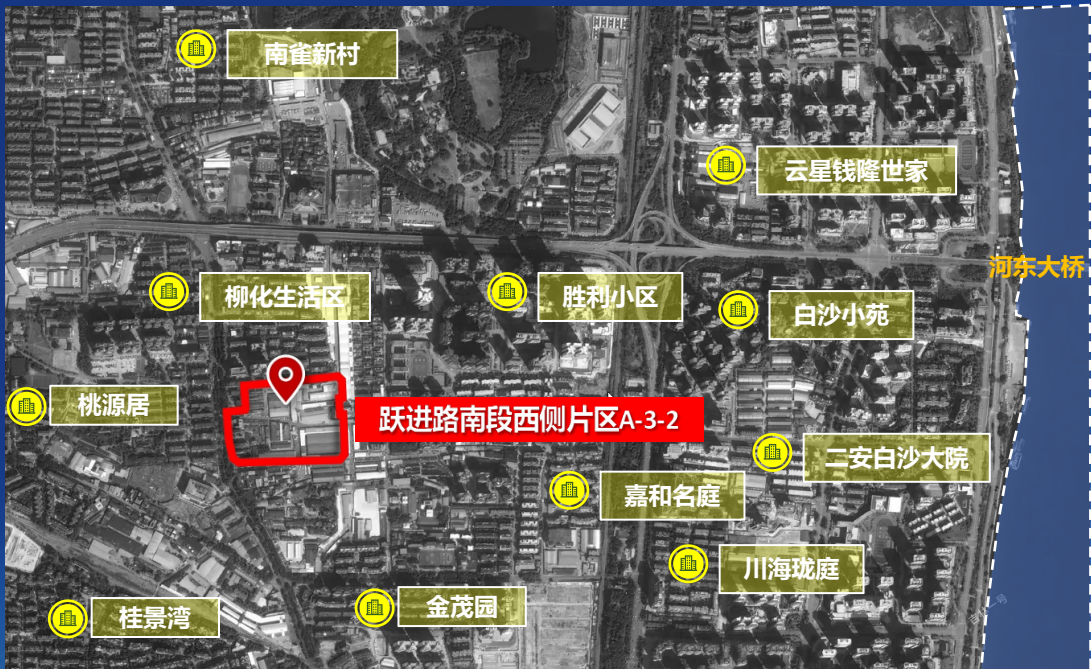 南雀新村
云星钱隆世家
河东大桥
柳化生活区
胜利小区
白沙小苑
桃源居
跃进路南段西侧片区A-3-2
二安白沙大院
嘉和名庭
川海珑庭
桂景湾
金茂园